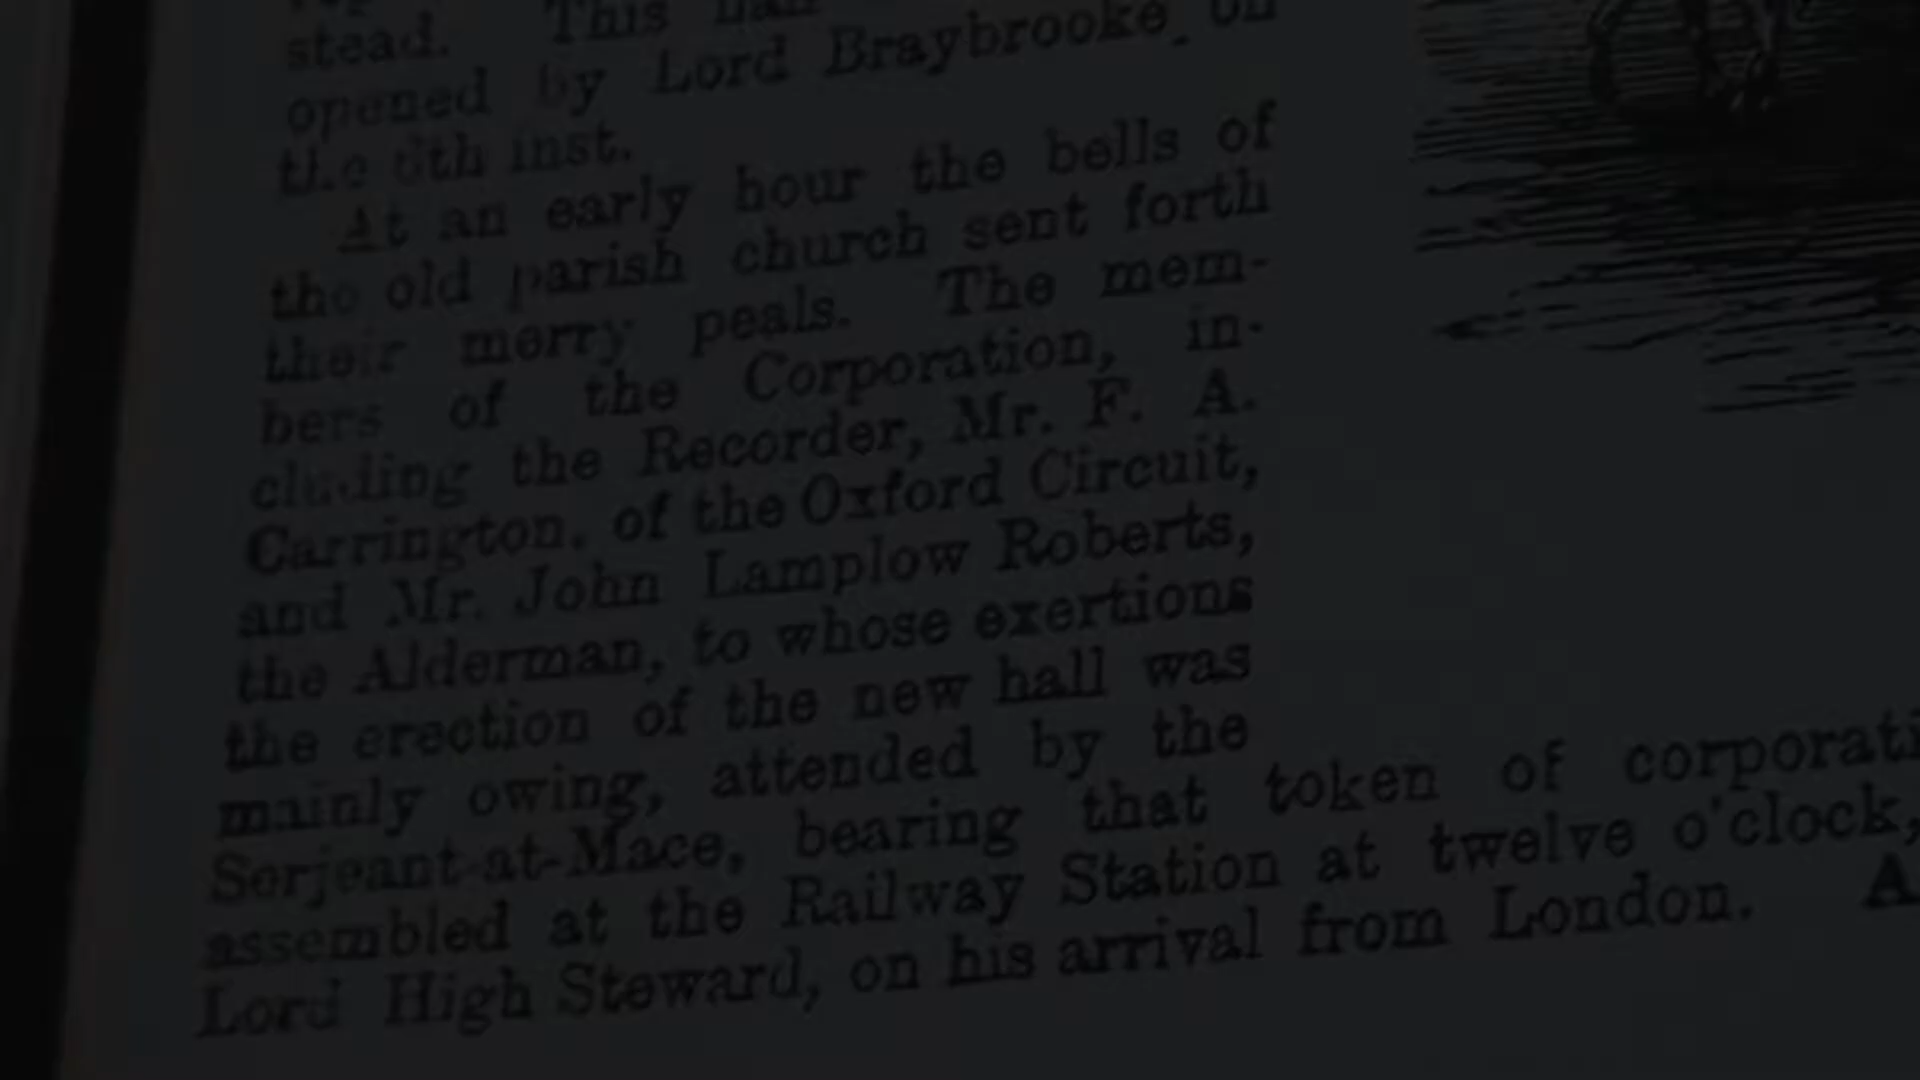 stead. This
opened by Lord Braybrooke, on
the 8th inst.
At an early hour the bells of
the old parish church sent forth
their merry peals. The mem-
bers of the Corporation, in-
cluding the Recorder, Mr. F. A.
Carrington, of the Oxford Circuit,
and Mr. John Lamplow Roberts,
the Alderman, to whose exertions
the erection of the new hall was
mainly owing, attended by the
Serjeant-at-Mace, bearing that token of corporati
assembled at the Railway Station at twelve o'clock,
Lord High Steward, on his arrival from London. A